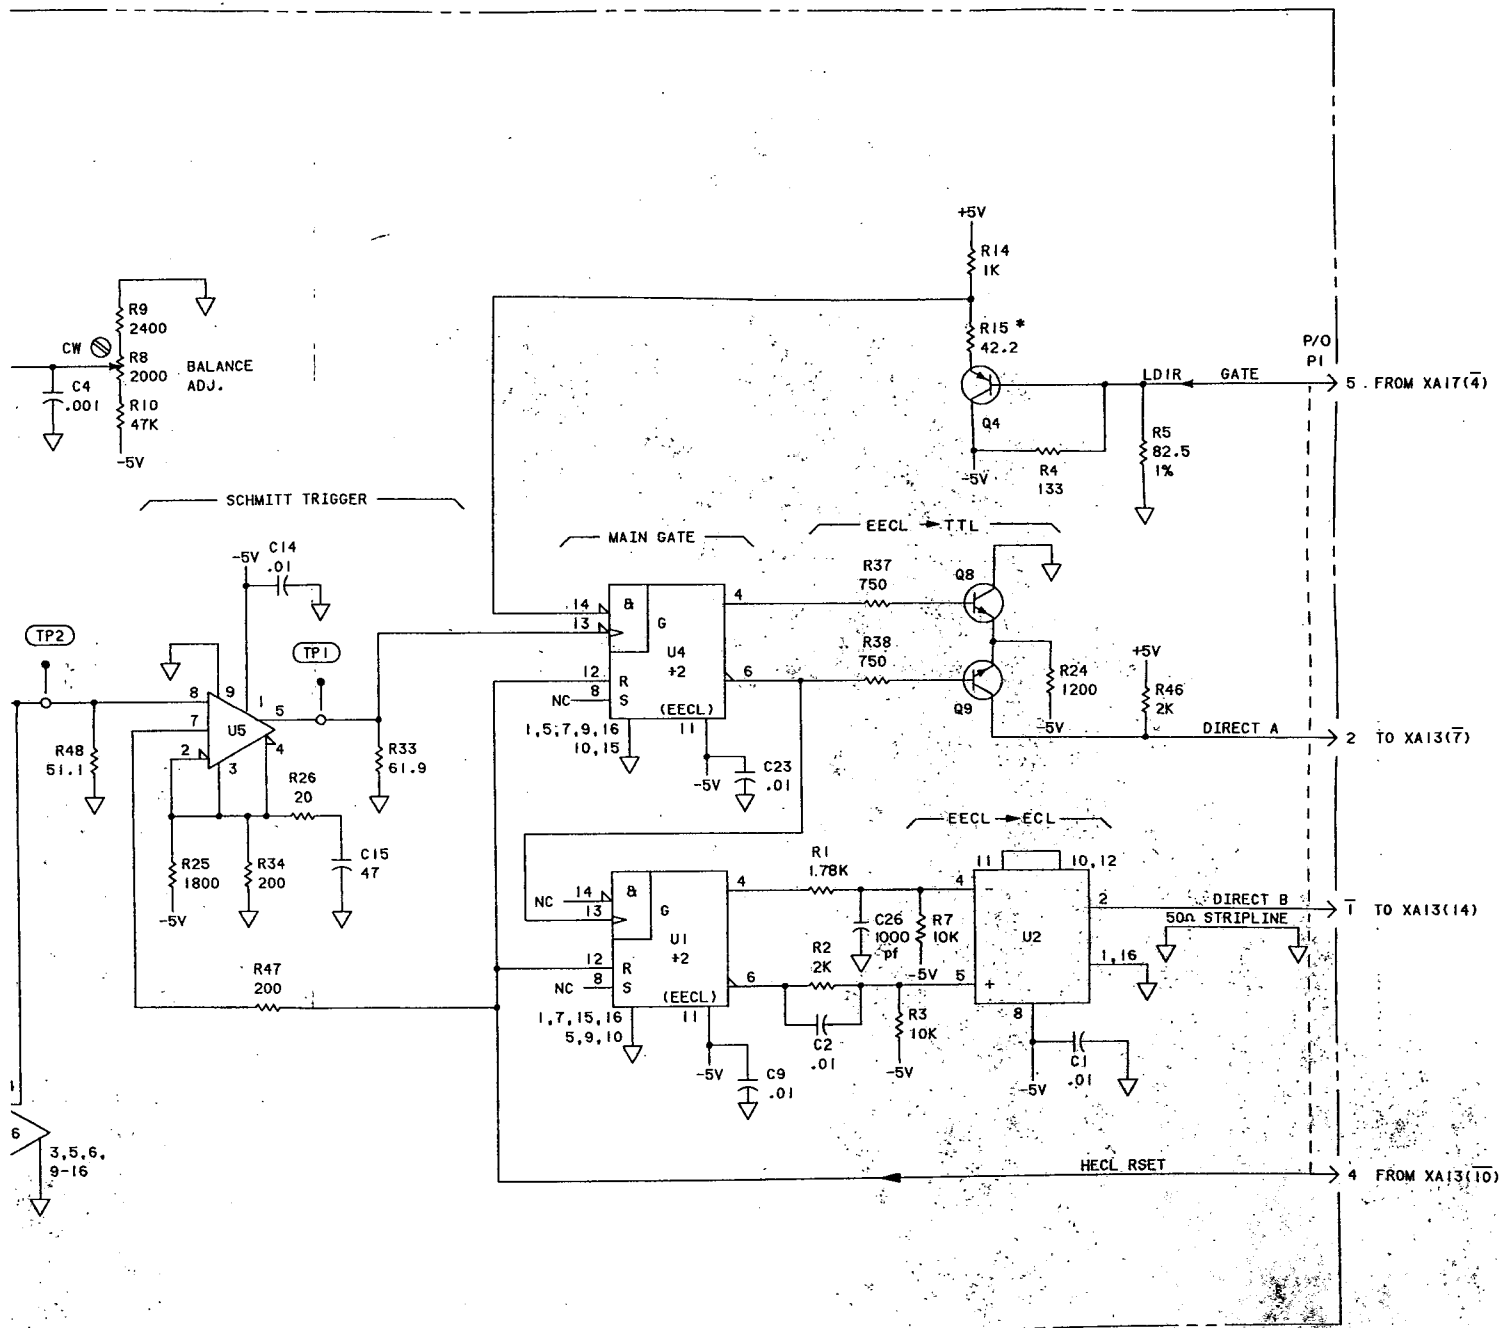 +5V
R14
1K
R9
2400
R15 *
42.2
P/O
P1
CW
R8
2000
BALANCE
ADJ.
LDIR
GATE
5
FROM XA17(4̅)
C4
.001
R10
47K
-5V
Q4
R5
82.5
1%
-5V
R4
133
SCHMITT TRIGGER
MAIN GATE
EECL → TTL
C14
.01
-5V
R37
750
Q8
14
&
4
13
G
TP2
TP1
R38
750
+5V
U4
÷2
12
R
6
8
9
1
NC
8
S
Q9
R24
1200
R46
2K
7
U5
5
(EECL)
-5V
DIRECT A
2
TO XA13(7̅)
1,5,7,9,16
10,15
11
R48
51.1
2
4
R33
61.9
3
R26
20
-5V
C23
.01
EECL → ECL
R25
1800
R34
200
C15
47
-5V
R1
1.78K
11
10,12
NC
14
&
4
4
-
13
G
2
DIRECT B
1̅
TO XA13(14)
50Ω STRIPLINE
C26
1000
pf
R7
10K
U1
÷2
U2
R2
2K
R47
200
12
R
-5V
1,16
NC
8
S
6
5
+
(EECL)
1,7,15,16
5,9,10
11
R3
10K
8
C2
.01
-5V
C9
.01
-5V
C1
.01
-5V
6
3,5,6,
9-16
HECL RSET
4
FROM XA13(1̅0̅)